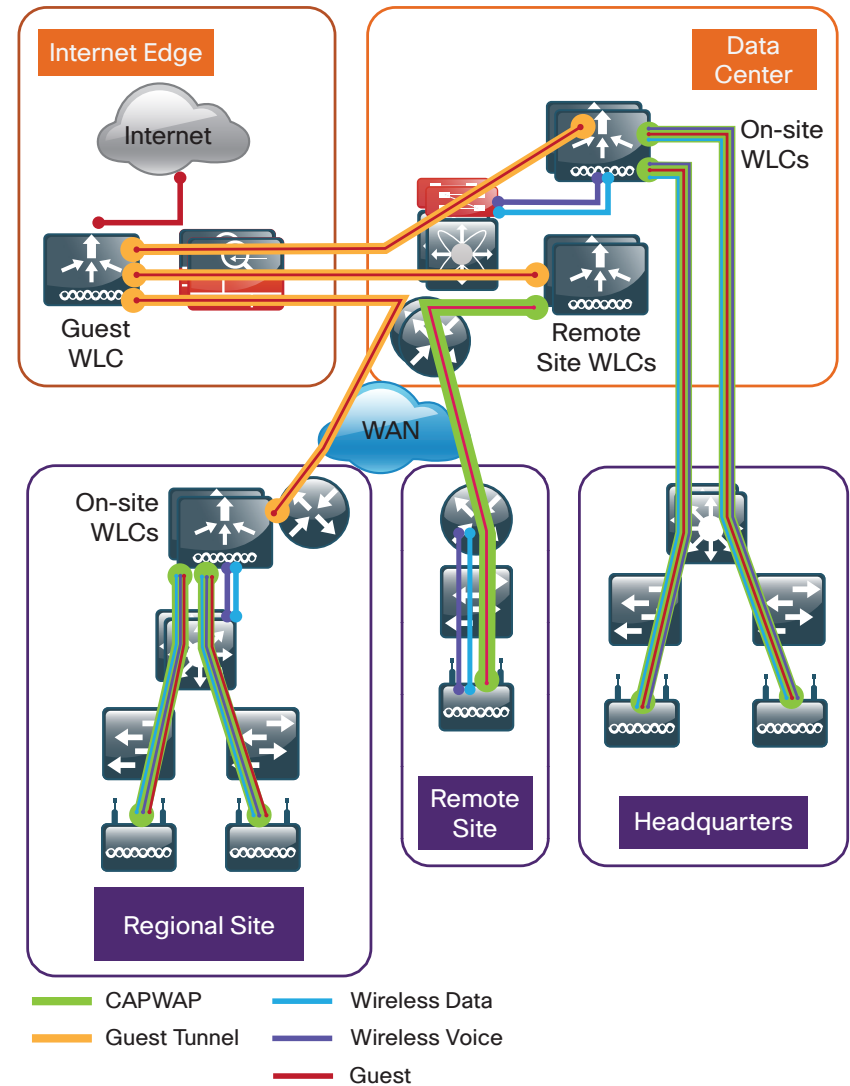 Internet Edge
Data
Center
Internet
On-site
WLCs
Guest
WLC
Remote
Site WLCs
WAN
On-site
WLCs
Remote
Site
Headquarters
Regional Site
CAPWAP
Wireless Data
Guest Tunnel
Wireless Voice
Guest